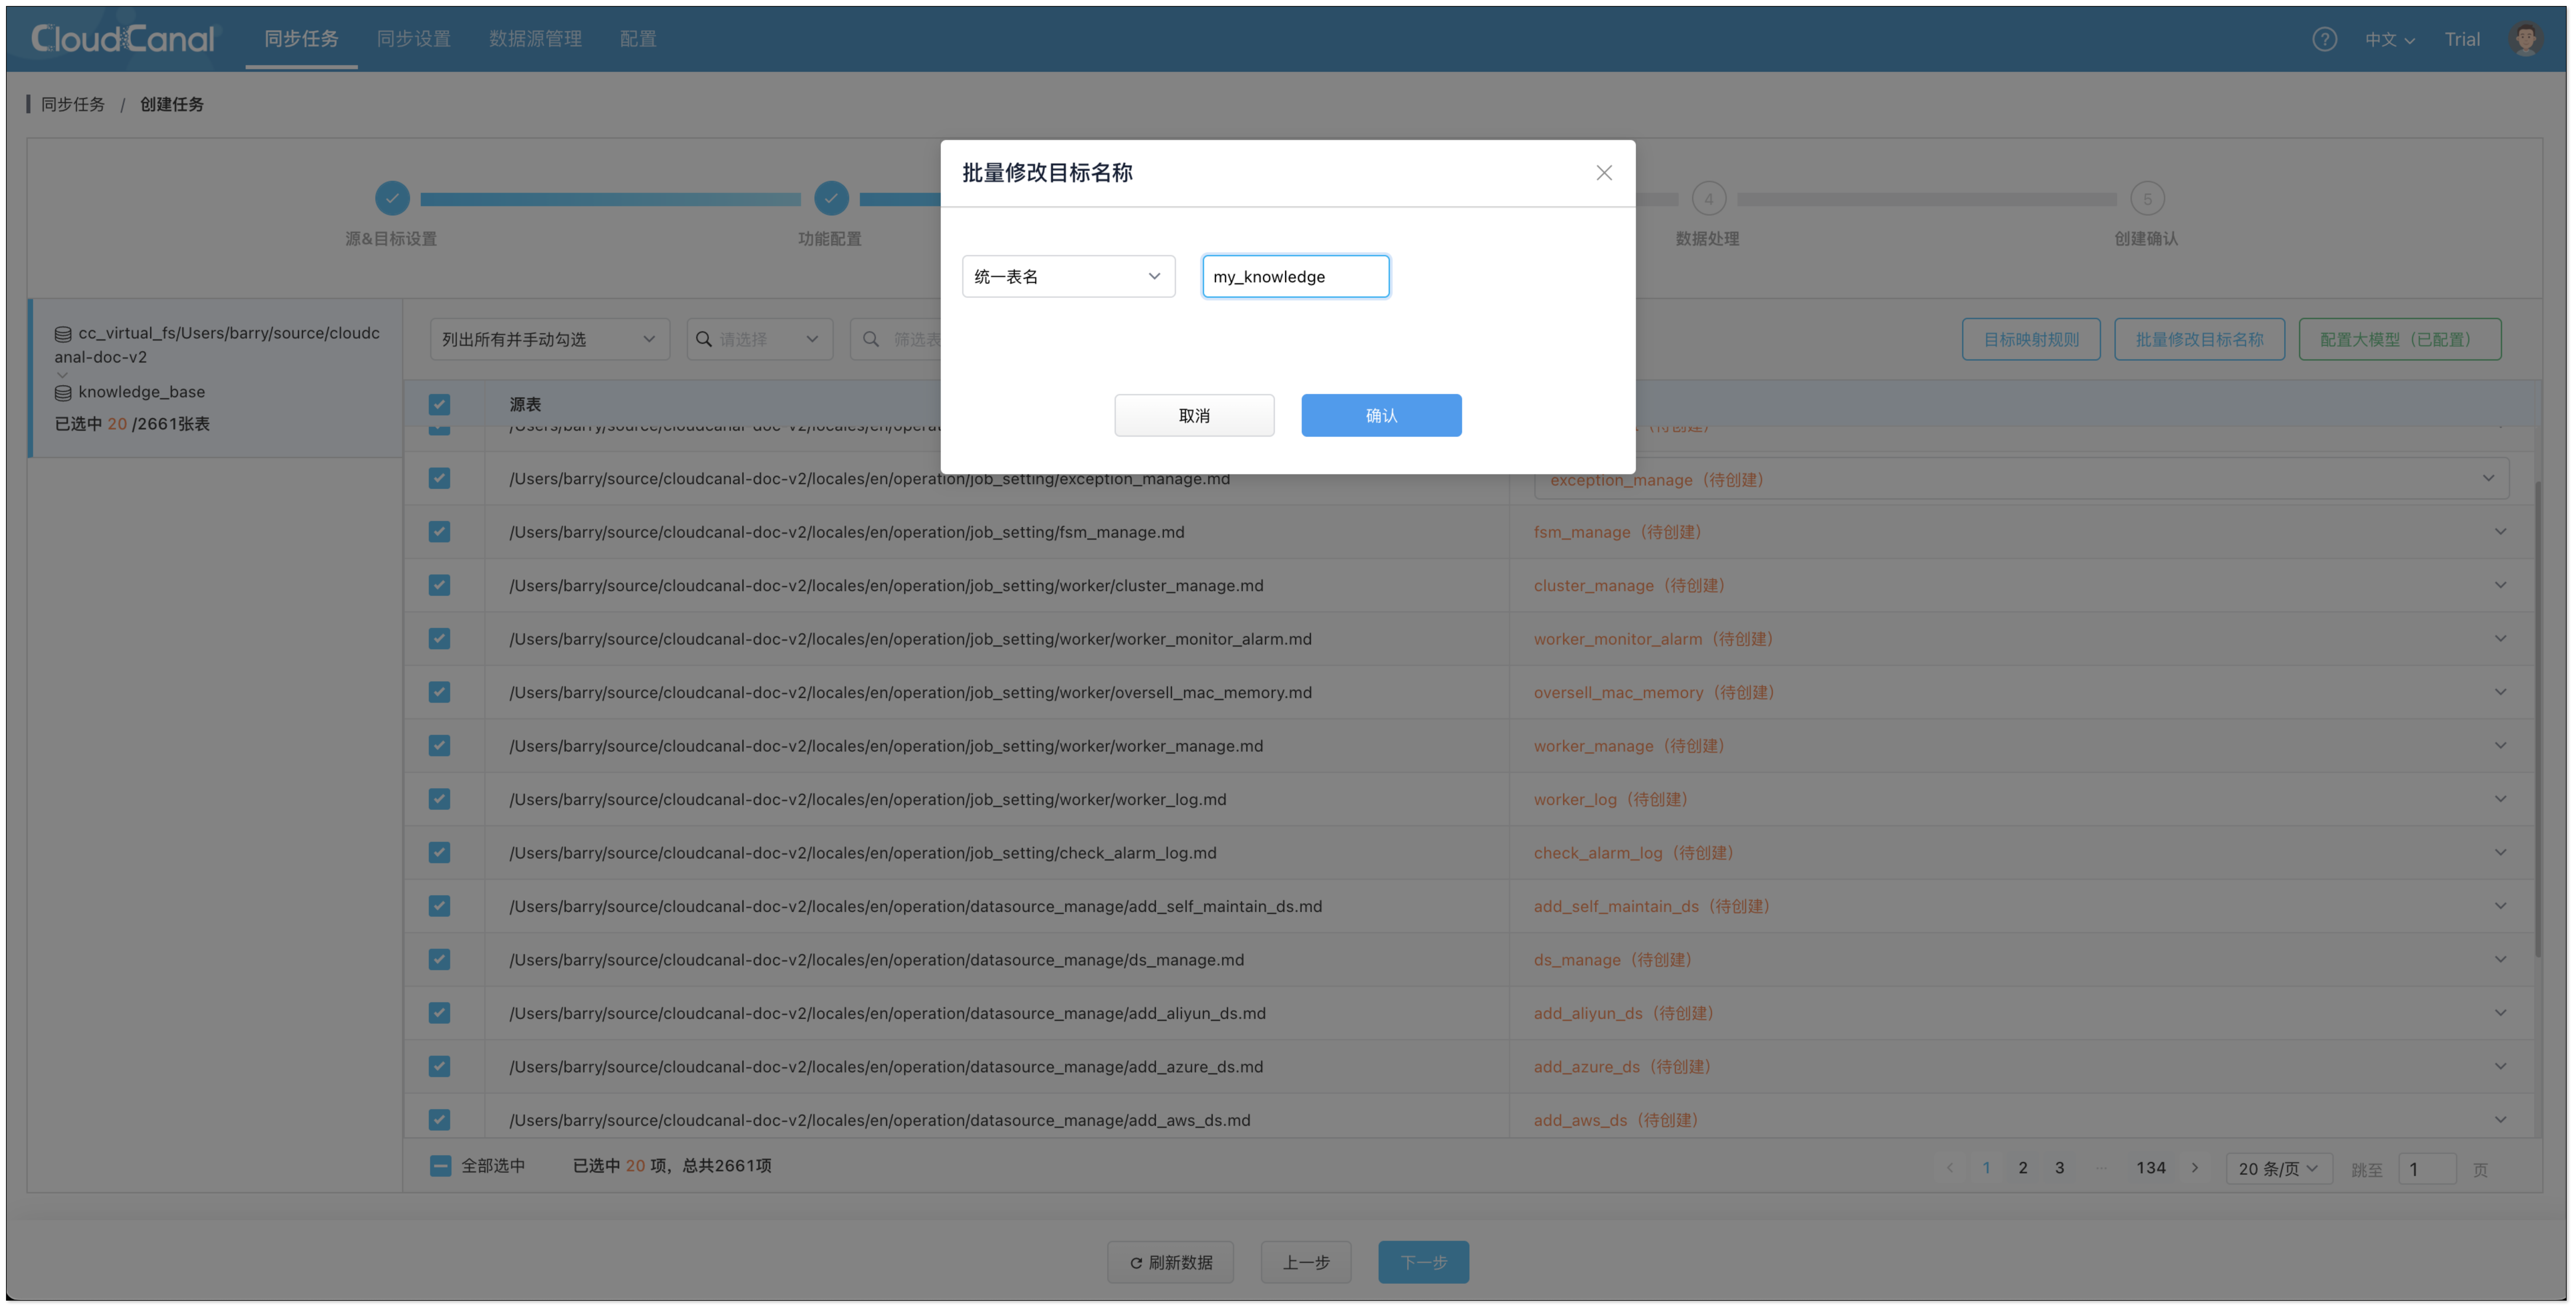 CloudCanal 同步任务 同步设置 数据源管理 配置 ? 中文 Trial
同步任务 / 创建任务
批量修改目标名称
4 5
源&目标设置 功能配置 数据处理 创建确认
统一表名 my_knowledge
取消 确认
cc_virtual_fs/Users/barry/source/cloudc
anal-doc-v2
knowledge_base
已选中 20 /2661张表
列出所有并手动勾选 请选择 筛选表 目标映射规则 批量修改目标名称 配置大模型（已配置）
源表
/Users/barry/source/cloudcanal-doc-v2/locales/en/operat （待创建）
/Users/barry/source/cloudcanal-doc-v2/locales/en/operation/job_setting/exception_manage.md exception_manage（待创建）
/Users/barry/source/cloudcanal-doc-v2/locales/en/operation/job_setting/fsm_manage.md fsm_manage（待创建）
/Users/barry/source/cloudcanal-doc-v2/locales/en/operation/job_setting/worker/cluster_manage.md cluster_manage（待创建）
/Users/barry/source/cloudcanal-doc-v2/locales/en/operation/job_setting/worker/worker_monitor_alarm.md worker_monitor_alarm（待创建）
/Users/barry/source/cloudcanal-doc-v2/locales/en/operation/job_setting/worker/oversell_mac_memory.md oversell_mac_memory（待创建）
/Users/barry/source/cloudcanal-doc-v2/locales/en/operation/job_setting/worker/worker_manage.md worker_manage（待创建）
/Users/barry/source/cloudcanal-doc-v2/locales/en/operation/job_setting/worker/worker_log.md worker_log（待创建）
/Users/barry/source/cloudcanal-doc-v2/locales/en/operation/job_setting/check_alarm_log.md check_alarm_log（待创建）
/Users/barry/source/cloudcanal-doc-v2/locales/en/operation/datasource_manage/add_self_maintain_ds.md add_self_maintain_ds（待创建）
/Users/barry/source/cloudcanal-doc-v2/locales/en/operation/datasource_manage/ds_manage.md ds_manage（待创建）
/Users/barry/source/cloudcanal-doc-v2/locales/en/operation/datasource_manage/add_aliyun_ds.md add_aliyun_ds（待创建）
/Users/barry/source/cloudcanal-doc-v2/locales/en/operation/datasource_manage/add_azure_ds.md add_azure_ds（待创建）
/Users/barry/source/cloudcanal-doc-v2/locales/en/operation/datasource_manage/add_aws_ds.md add_aws_ds（待创建）
全部选中 已选中 20 项，总共2661项 1 2 3 ··· 134 20 条/页 跳至 1 页
刷新数据 上一步 下一步